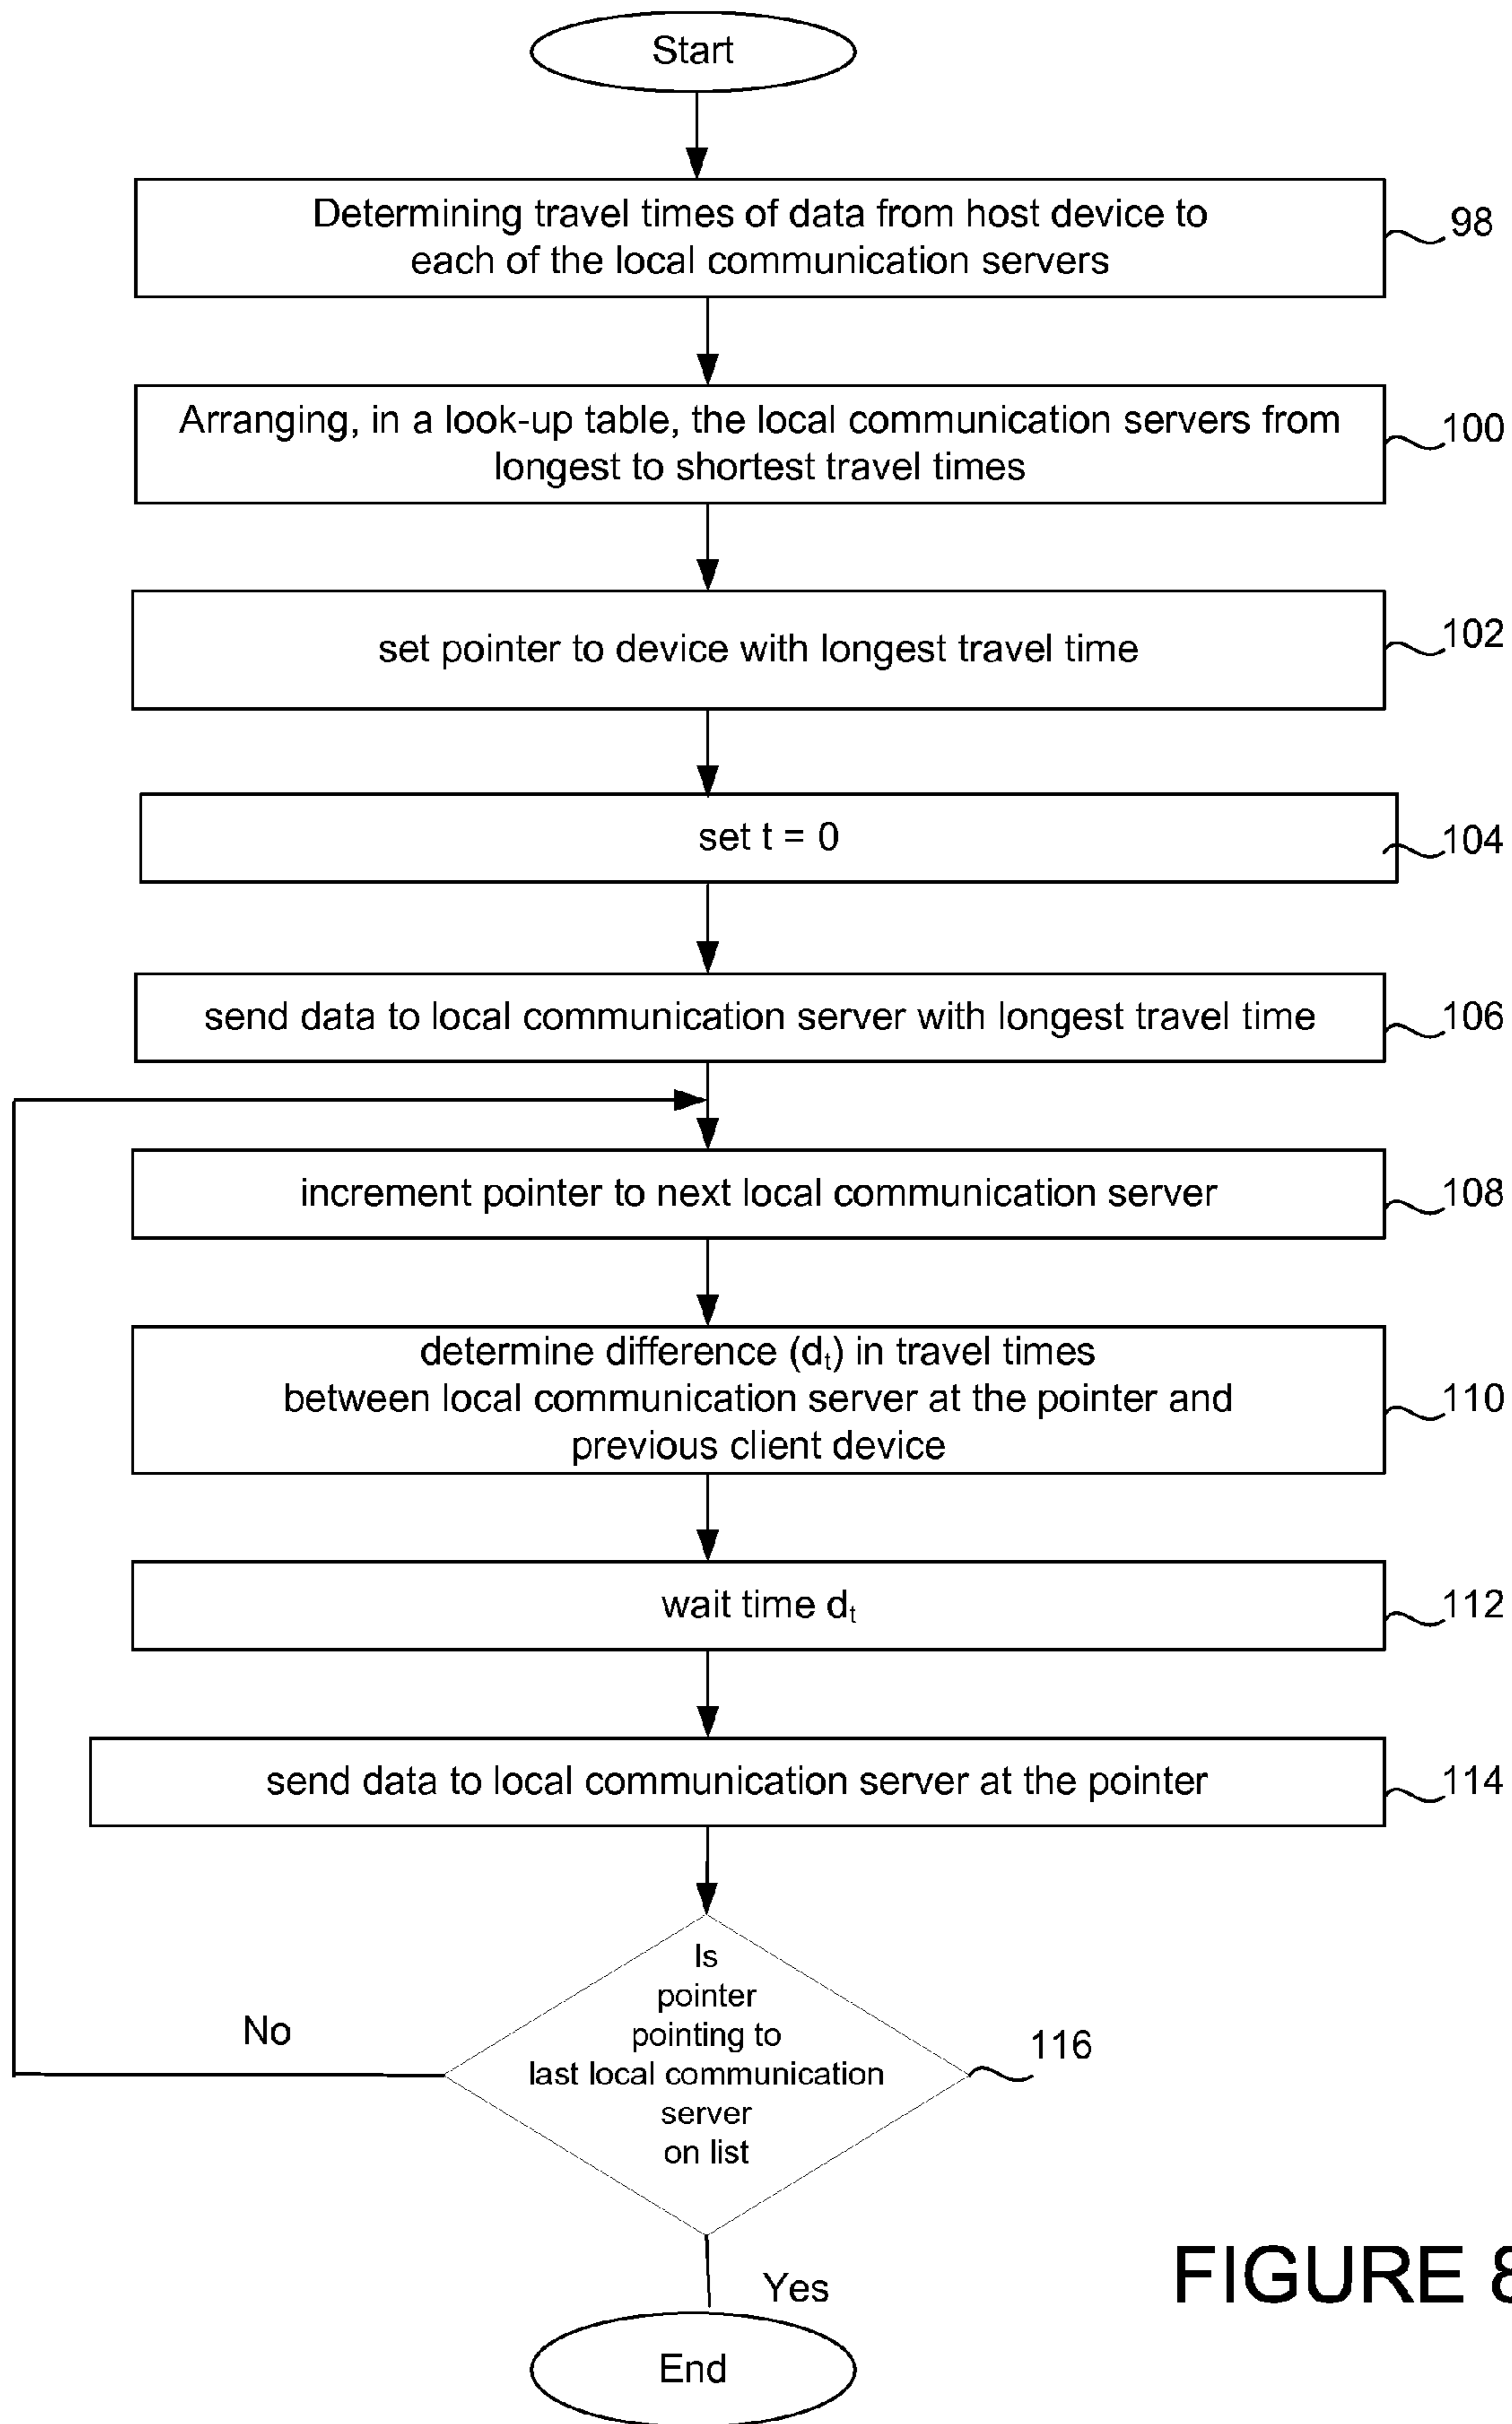 Start
Determining travel times of data from host device to
each of the local communication servers
98
Arranging, in a look-up table, the local communication servers from
longest to shortest travel times
100
set pointer to device with longest travel time
102
set t = 0
104
send data to local communication server with longest travel time
106
increment pointer to next local communication server
108
determine difference (dt) in travel times
between local communication server at the pointer and
previous client device
110
wait time dt
112
send data to local communication server at the pointer
114
Is
pointer
pointing to
last local communication
server
on list
116
No
Yes
FIGURE 8
End